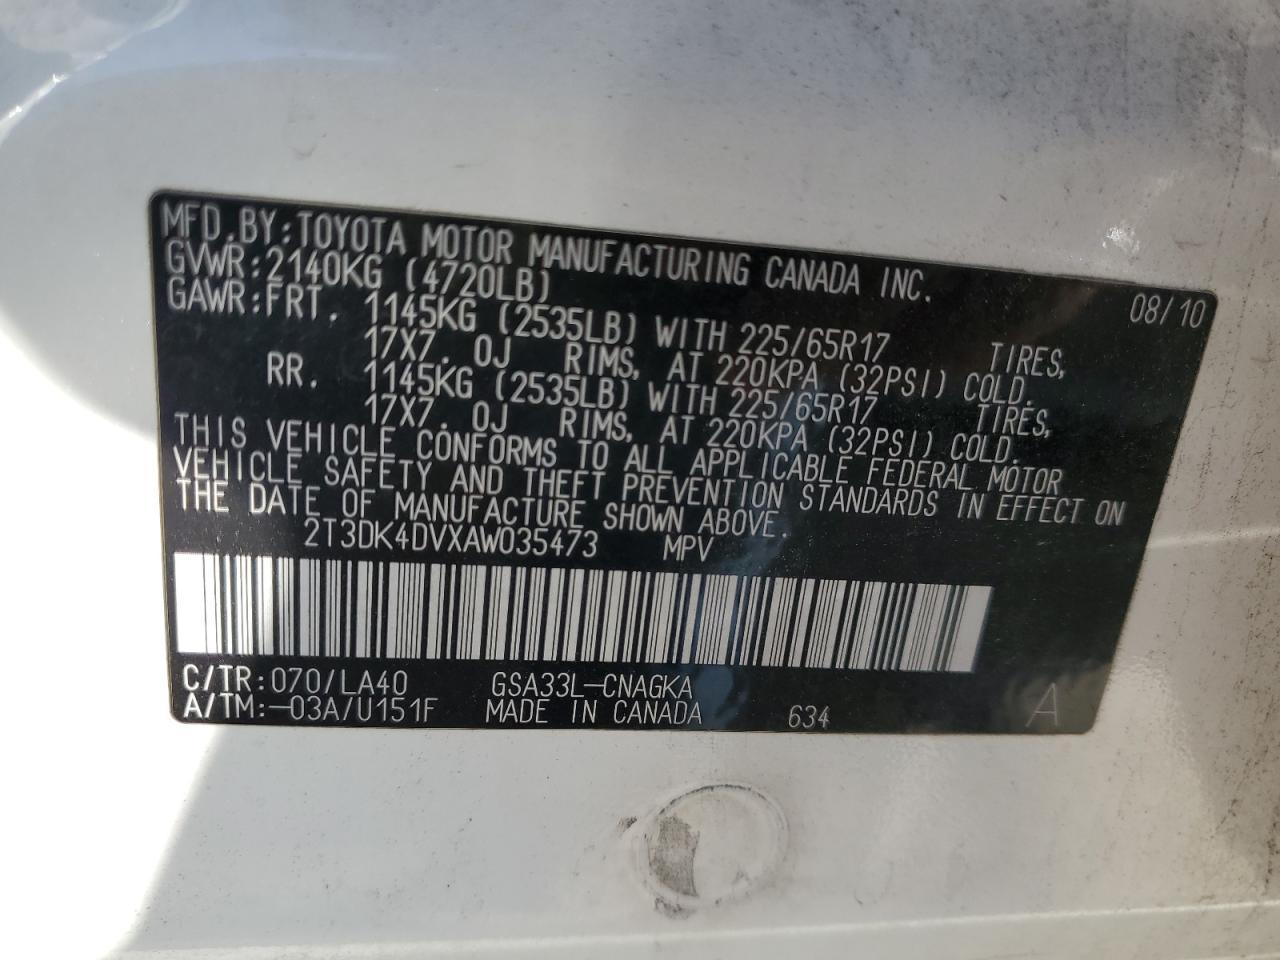 MFD.BY:TOYOTA MOTOR MANUFACTURING CANADA INC. 08/10
GVWR:2140KG (4720LB)
GAWR:FRT. 1145KG (2535LB) WITH 225/65R17 TIRES,
17X7. 0J RIMS, AT 220KPA (32PSI) COLD.
RR. 1145KG (2535LB) WITH 225/65R17 TIRES,
17X7. 0J RIMS, AT 220KPA (32PSI) COLD.
THIS VEHICLE CONFORMS TO ALL APPLICABLE FEDERAL MOTOR
VEHICLE SAFETY AND THEFT PREVENTION STANDARDS IN EFFECT ON
THE DATE OF MANUFACTURE SHOWN ABOVE.
2T3DK4DVXAW035473 MPV
C/TR:070/LA40 GSA33L-CNAGKA
A/TM:-03A/U151F MADE IN CANADA 634 A